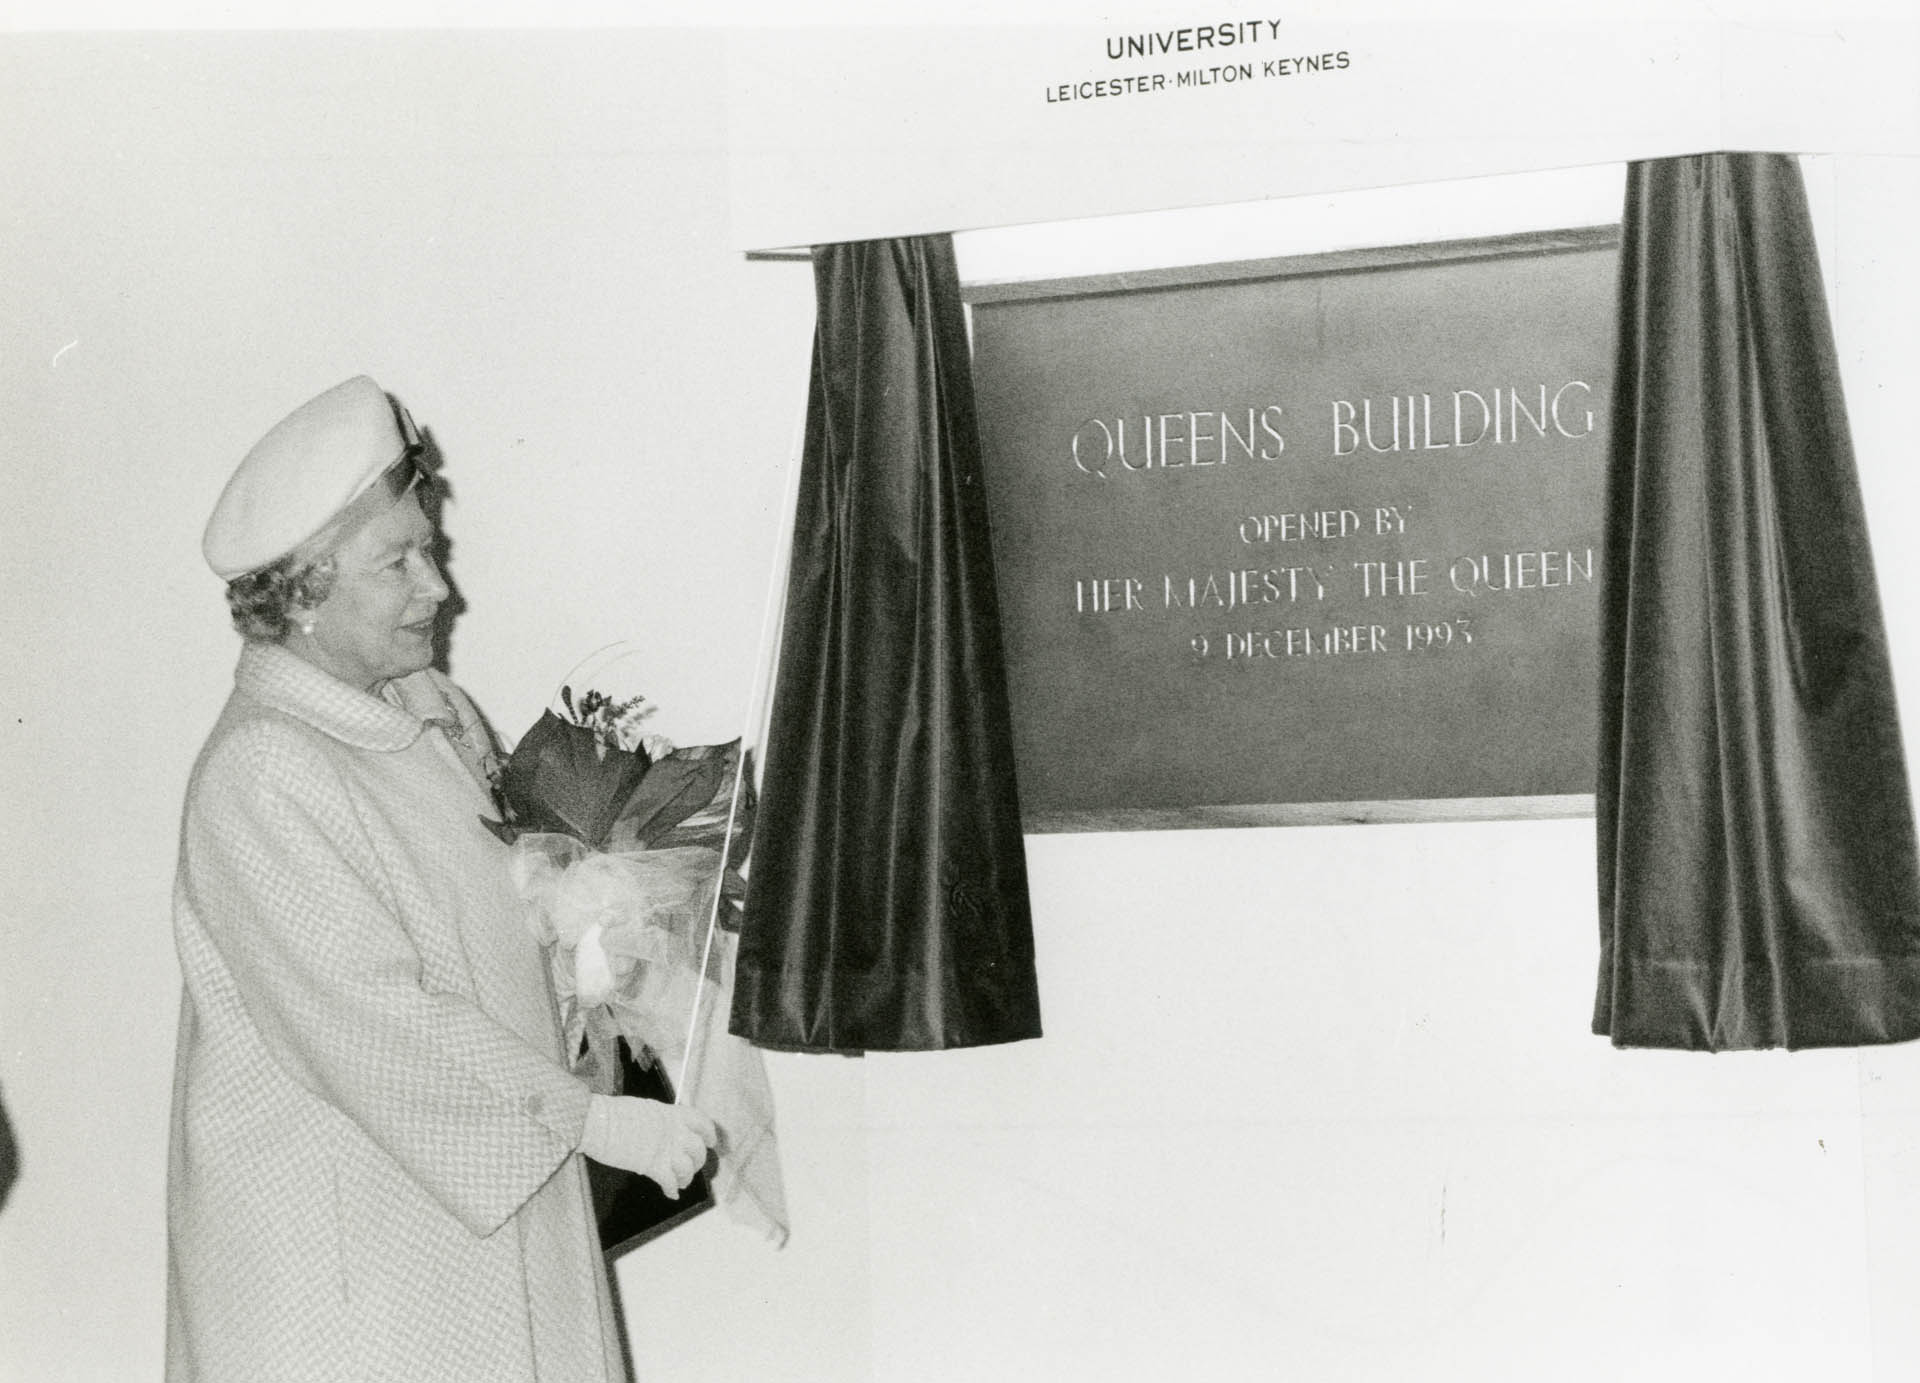 UNIVERSITY
LEICESTER·MILTON KEYNES
QUEENS BUILDING
OPENED BY
HER MAJESTY THE QUEEN
9 DECEMBER 1993